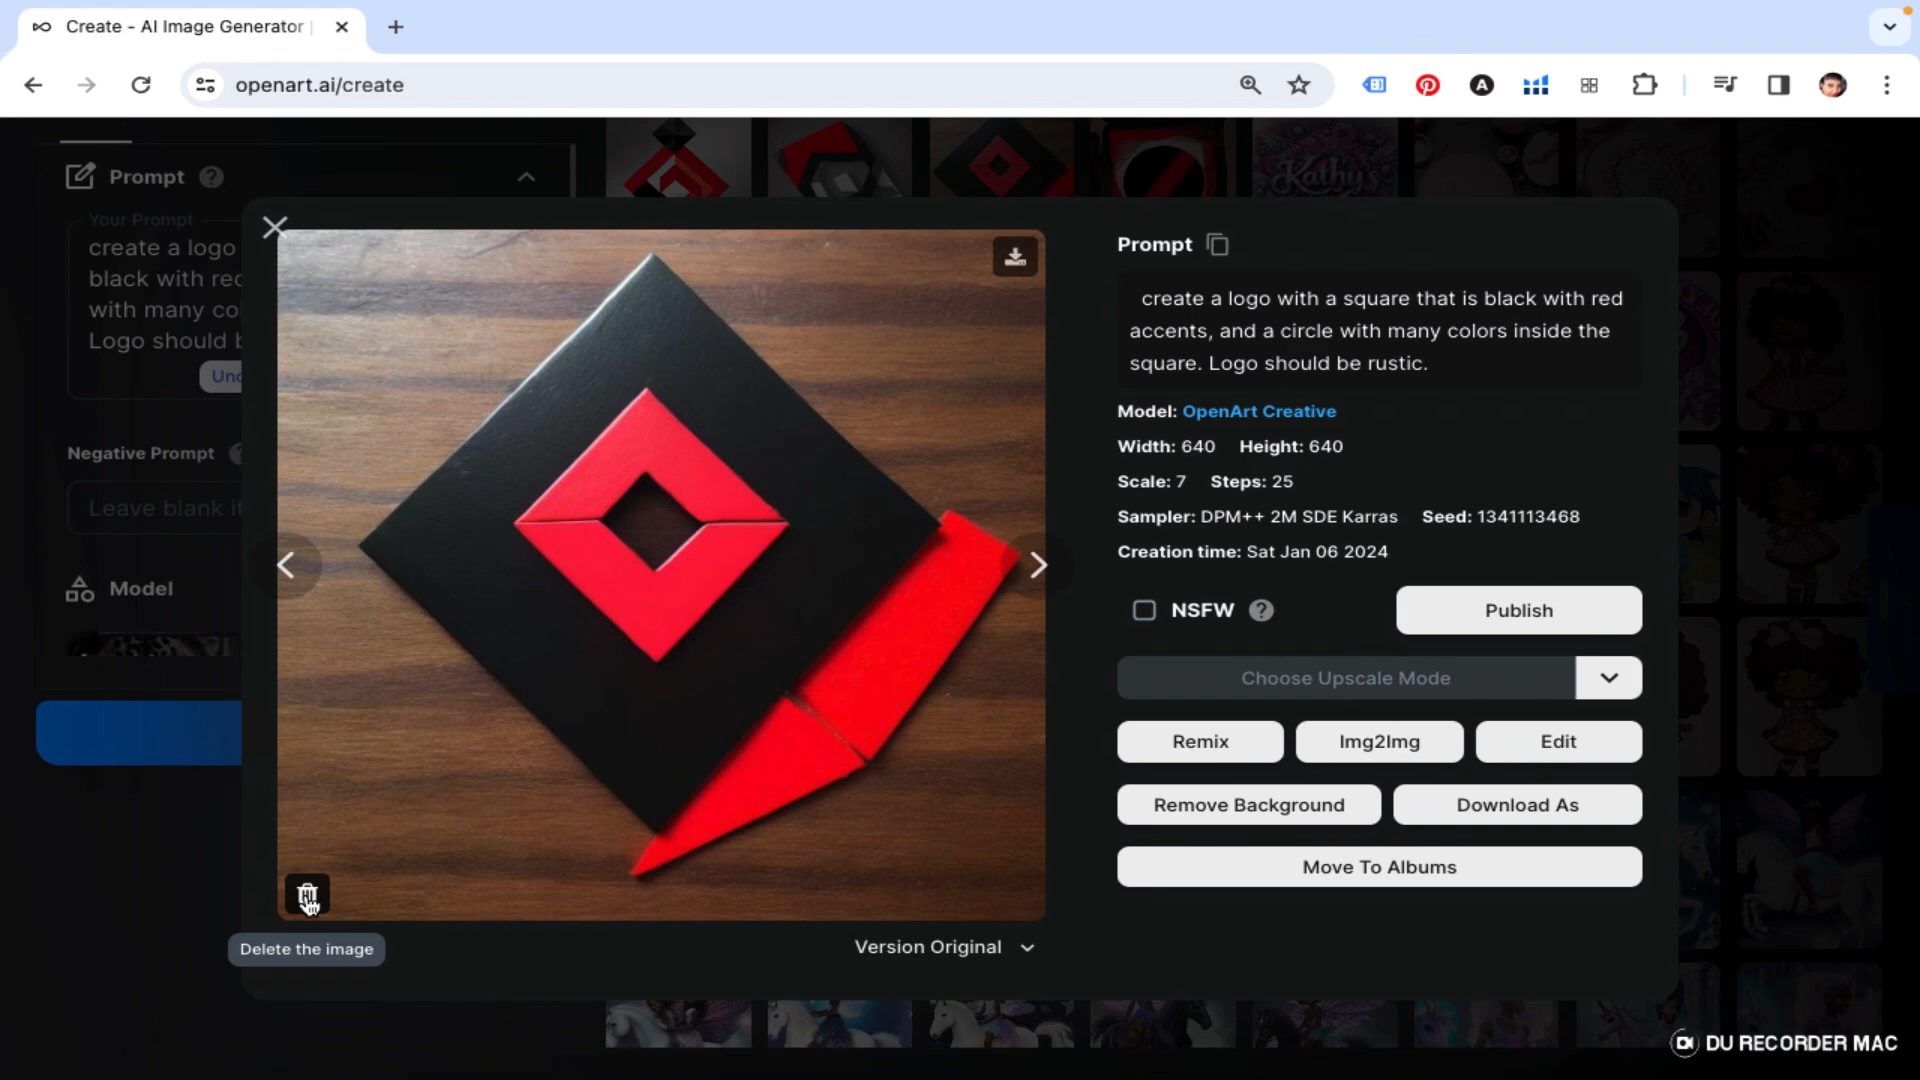 Create - AI Image Generator |
openart.ai/create
Prompt
Your Prompt
create a logo
black with red
with many co
Logo should b
Und
Negative Prompt
Leave blank if
Model
Kathy's
Prompt
create a logo with a square that is black with red
accents, and a circle with many colors inside the
square. Logo should be rustic.
Model: OpenArt Creative
Width: 640 Height: 640
Scale: 7 Steps: 25
Sampler: DPM++ 2M SDE Karras Seed: 1341113468
Creation time: Sat Jan 06 2024
NSFW
Publish
Choose Upscale Mode
Remix Img2Img Edit
Remove Background Download As
Move To Albums
Delete the image
Version Original
DU RECORDER MAC